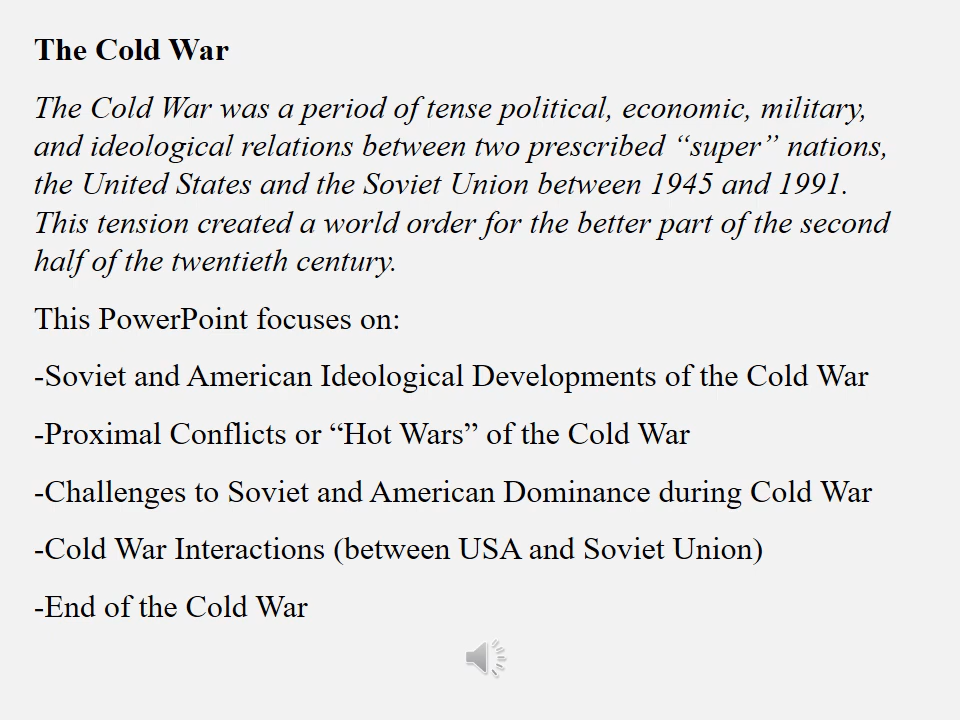 The Cold War
The Cold War was a period of tense political, economic, military,
and ideological relations between two prescribed “super” nations,
the United States and the Soviet Union between 1945 and 1991.
This tension created a world order for the better part of the second
half of the twentieth century.
This PowerPoint focuses on:
-Soviet and American Ideological Developments of the Cold War
-Proximal Conflicts or “Hot Wars” of the Cold War
-Challenges to Soviet and American Dominance during Cold War
-Cold War Interactions (between USA and Soviet Union)
-End of the Cold War